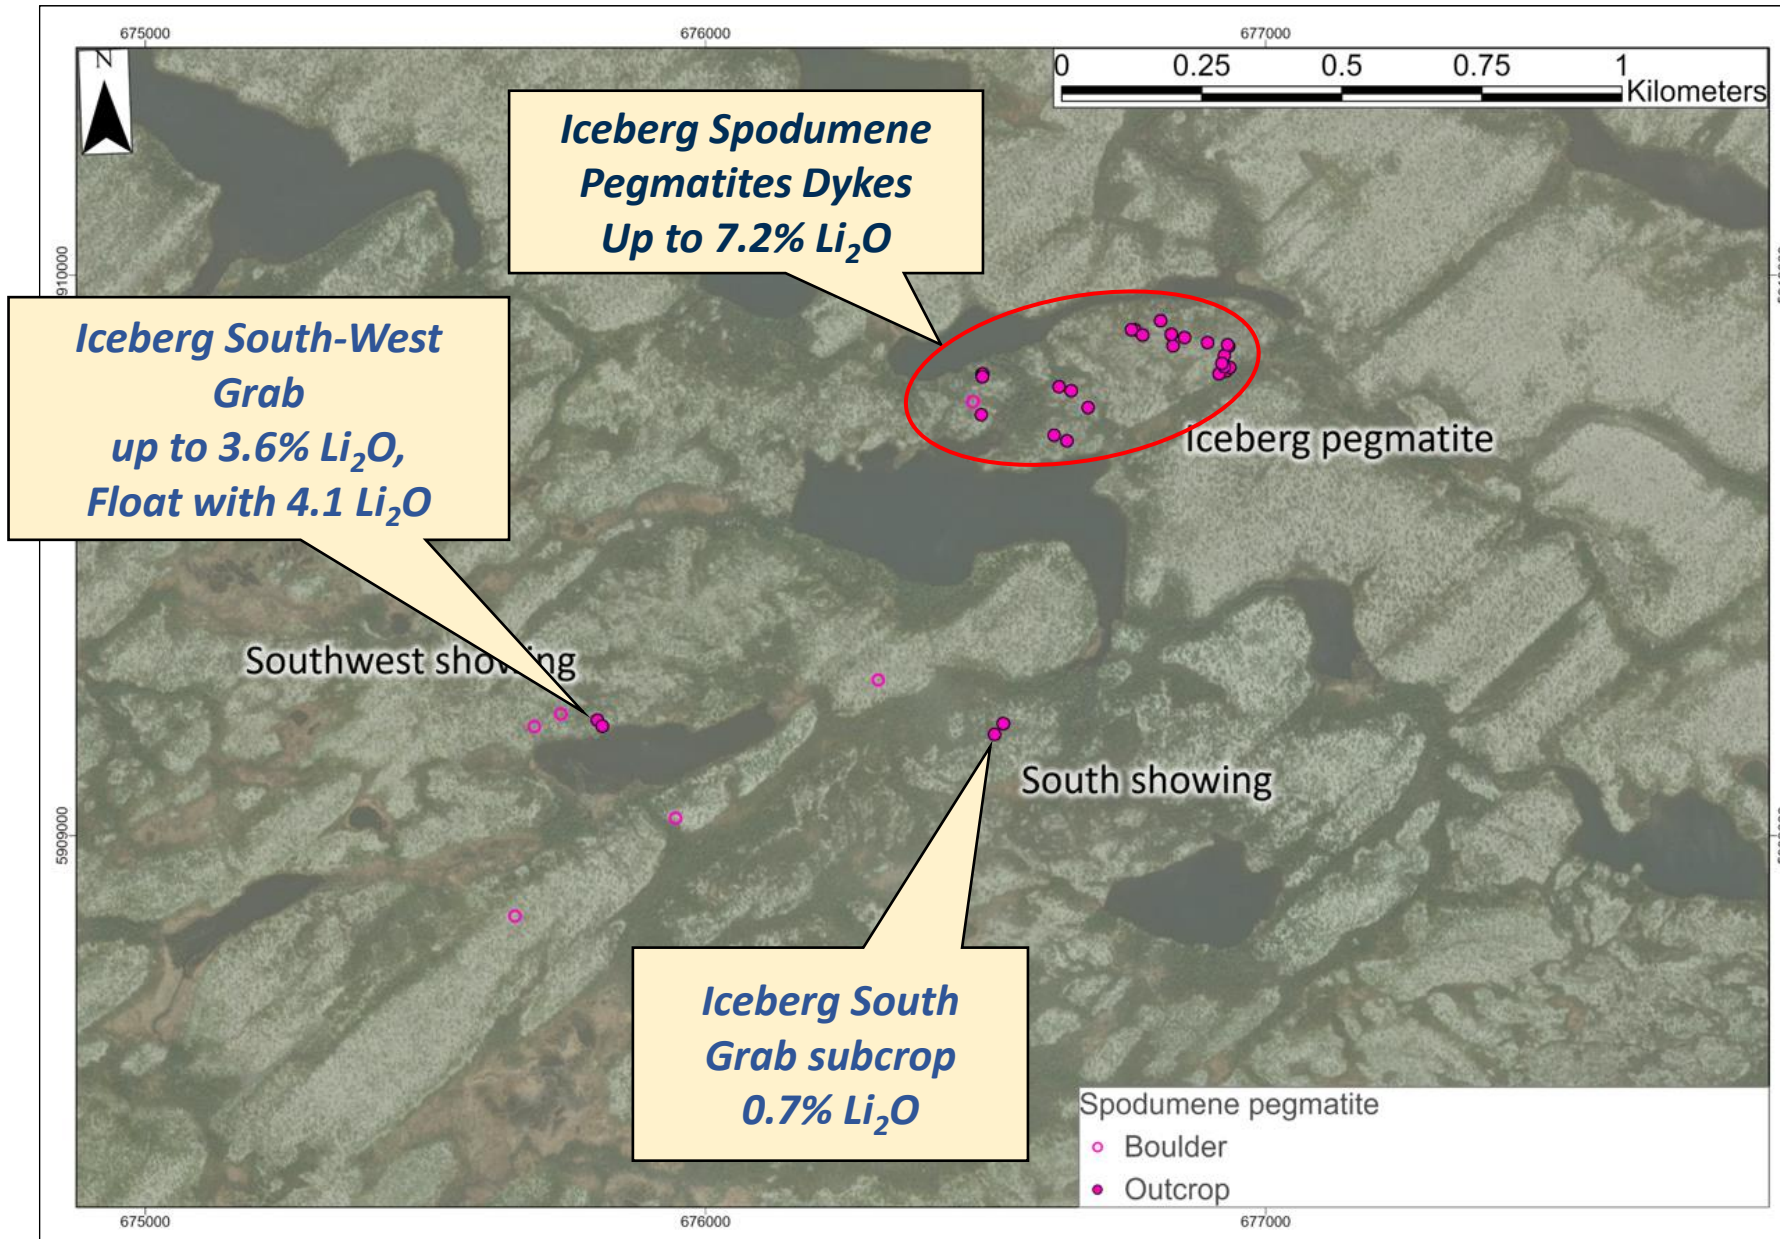 675000
676000
677000
N
0 0.25 0.5 0.75 1
Kilometers
Iceberg Spodumene
Pegmatites Dykes
Up to 7.2% Li₂O
Iceberg South-West
Grab
up to 3.6% Li₂O,
Float with 4.1 Li₂O
Iceberg pegmatite
Southwest showing
South showing
5909000
Iceberg South
Grab subcrop
0.7% Li₂O
Spodumene pegmatite
Boulder
Outcrop
675000
676000
677000